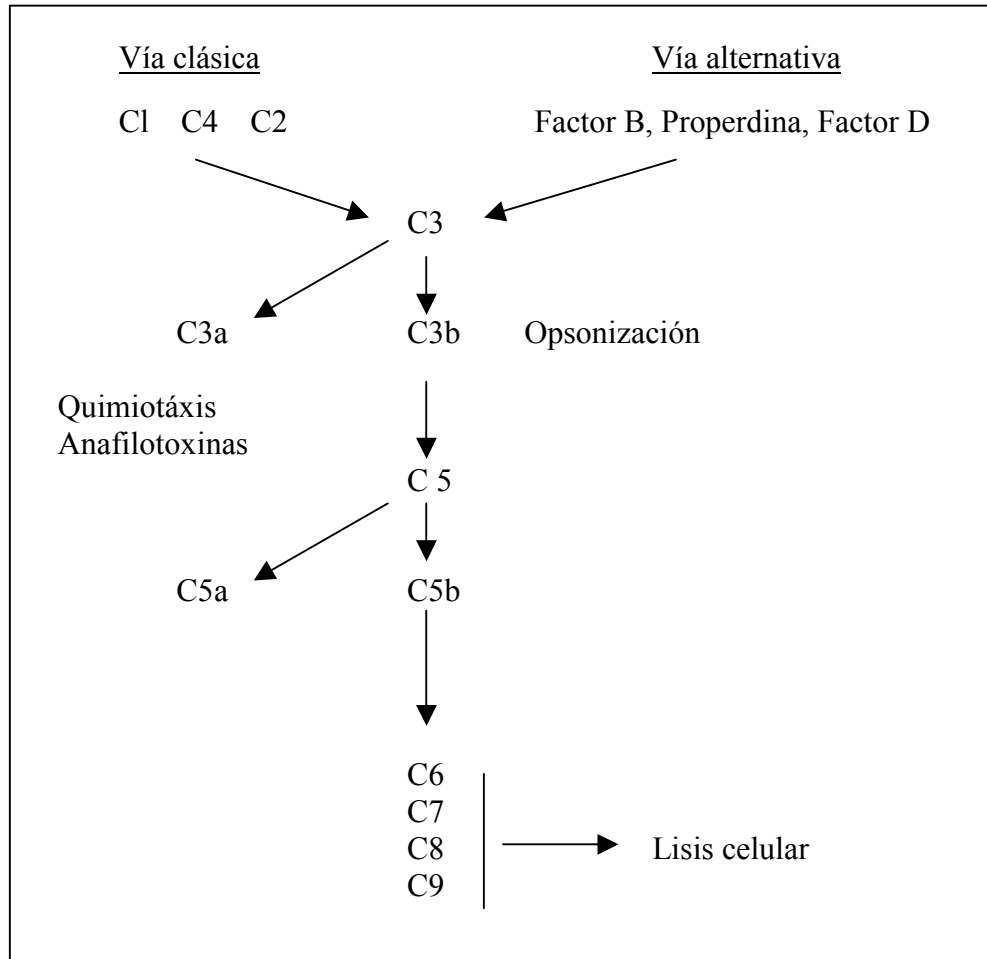 Vía clásica
Vía alternativa
Cl C4 C2
Factor B, Properdina, Factor D
C3
C3a
C3b
Opsonización
Quimiotáxis
Anafilotoxinas
C 5
C5a
C5b
C6
C7
C8
Lisis celular
C9